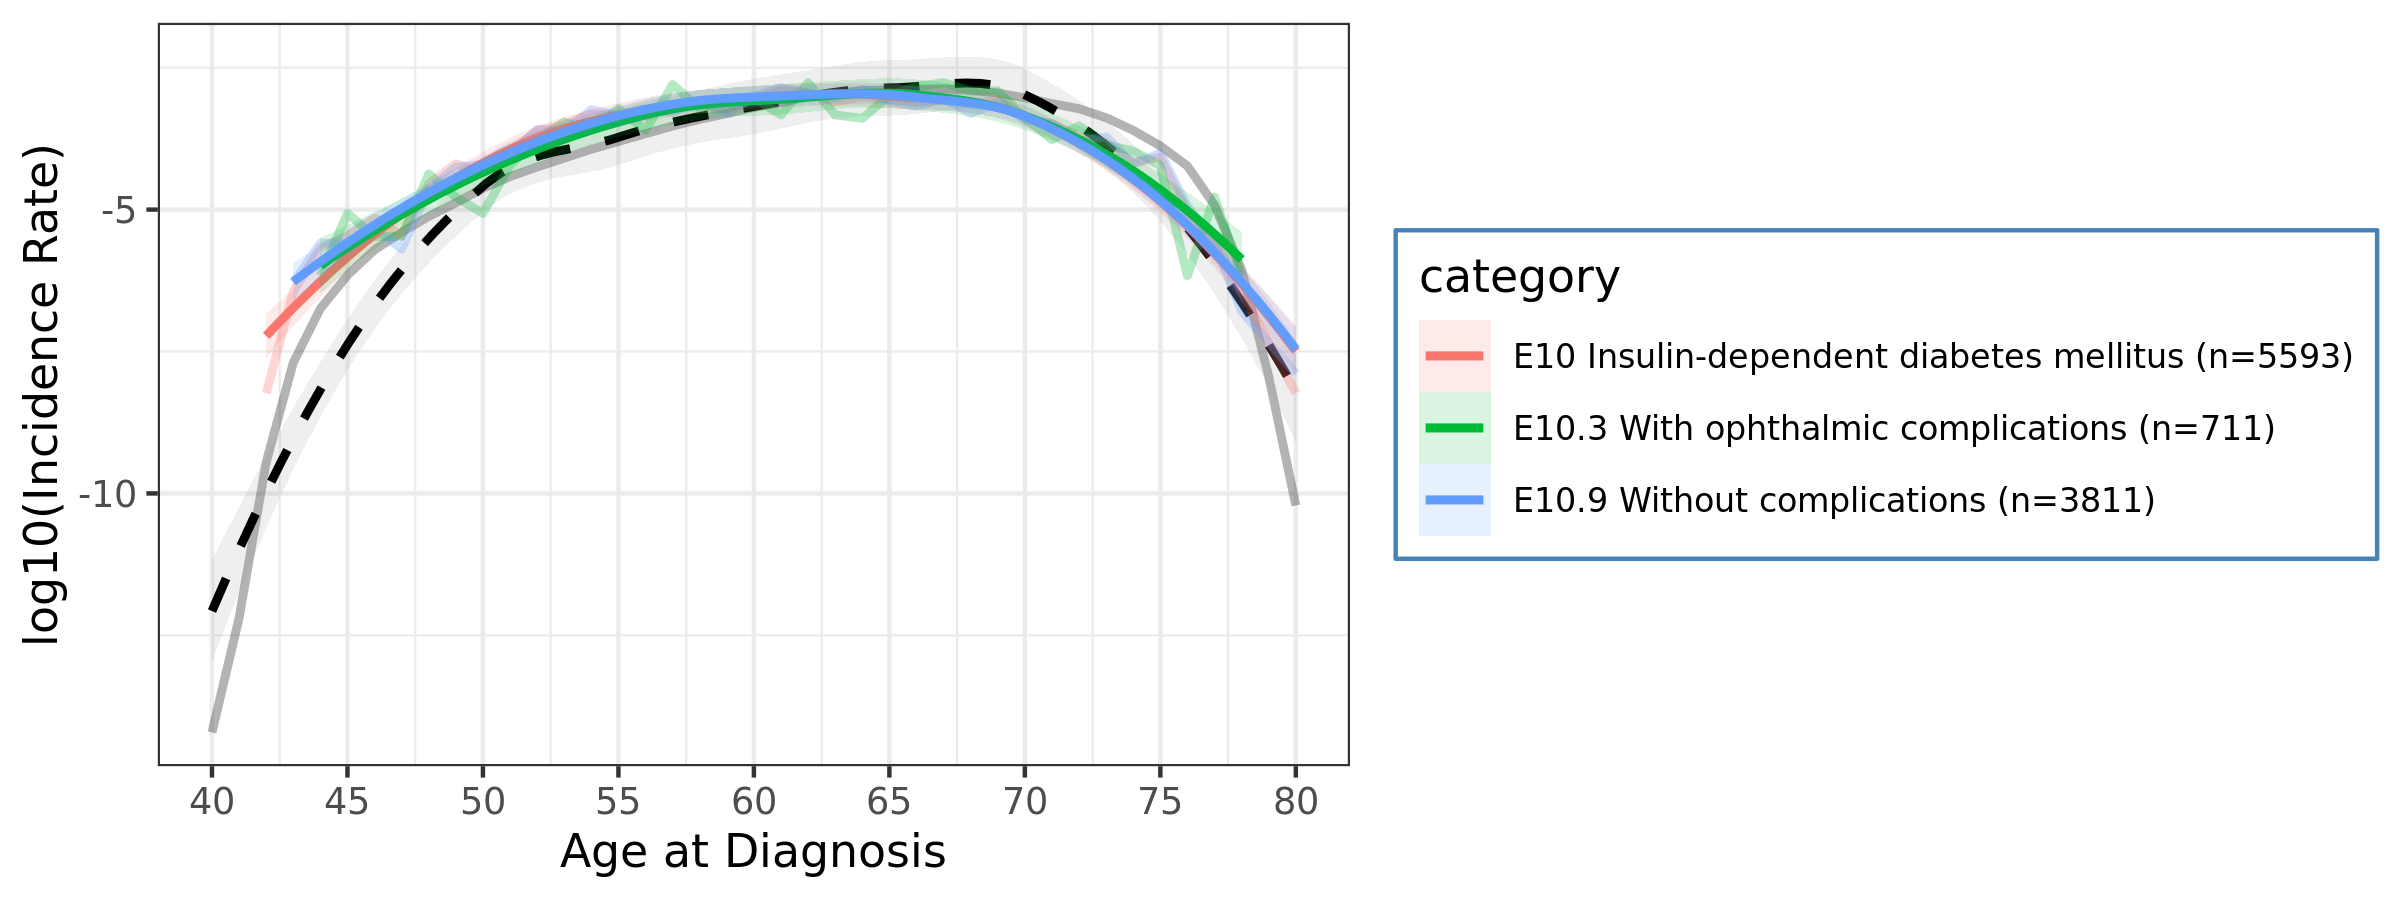 log10(Incidence Rate)
-5
-10
40 45 50 55 60 65 70 75 80
Age at Diagnosis
category
E10 Insulin-dependent diabetes mellitus (n=5593)
E10.3 With ophthalmic complications (n=711)
E10.9 Without complications (n=3811)